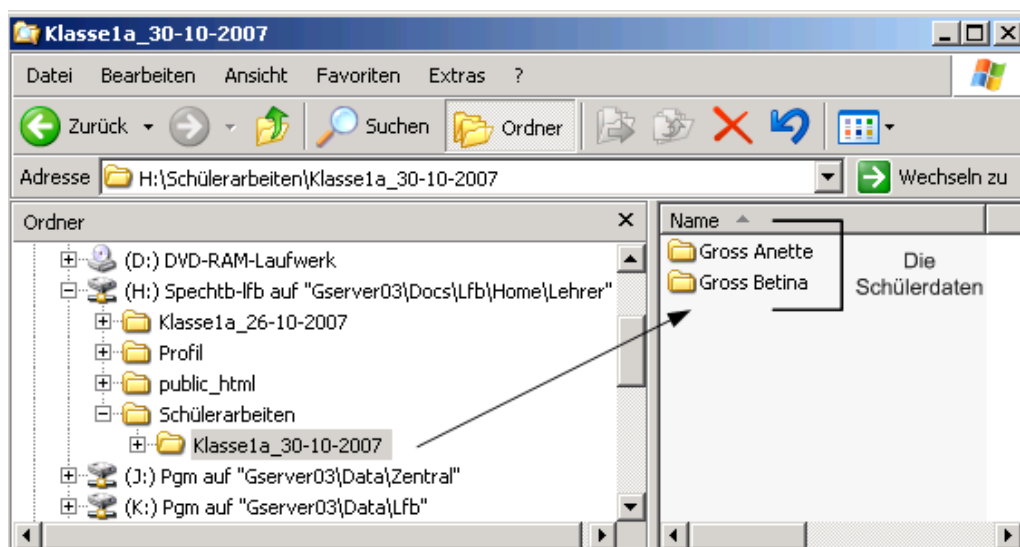 Klasse1a_30-10-2007
Datei Bearbeiten Ansicht Favoriten Extras ?
Zurück Suchen Ordner
Adresse H:\Schülerarbeiten\Klasse1a_30-10-2007 Wechseln zu
Ordner x
(D:) DVD-RAM-Laufwerk
(H:) Spechtb-lfb auf "Gserver03\Docs\Lfb\Home\Lehrer"
Klasse1a_26-10-2007
Profil
public_html
Schülerarbeiten
Klasse1a_30-10-2007
(J:) Pgm auf "Gserver03\Data\Zentral"
(K:) Pgm auf "Gserver03\Data\Lfb"
Name
Gross Anette
Gross Betina
Die
Schülerdaten